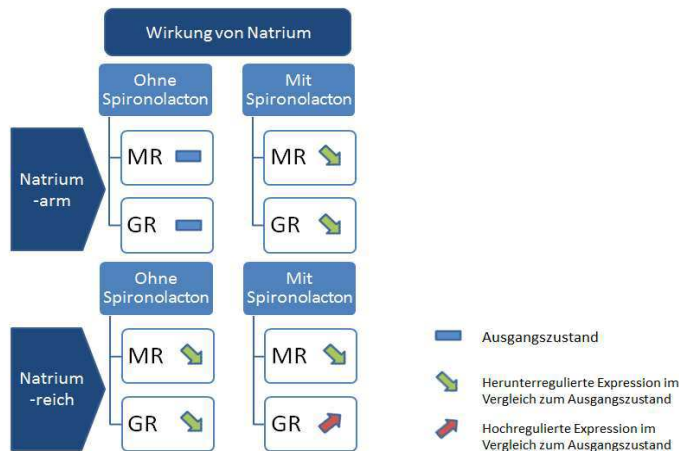 Wirkung von Natrium
Ohne
Spironolacton
Mit
Spironolacton
Natrium
-arm
MR
MR
GR
GR
Ohne
Spironolacton
Mit
Spironolacton
Natrium
-reich
MR
MR
GR
GR
Ausgangszustand
Herunterregulierte Expression im
Vergleich zum Ausgangszustand
Hochregulierte Expression im
Vergleich zum Ausgangszustand